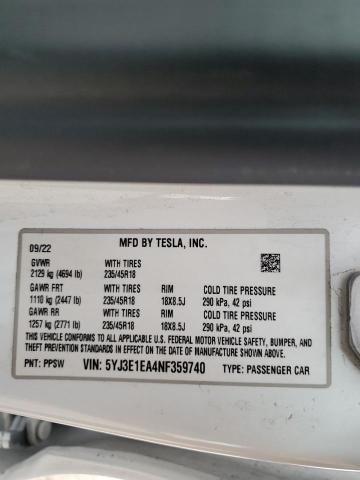 09/22 MFD BY TESLA, INC.
GVWR WITH TIRES
2129 kg (4694 lb) 235/45R18
GAWR FRT WITH TIRES RIM COLD TIRE PRESSURE
1110 kg (2447 lb) 235/45R18 18X8.5J 290 kPa, 42 psi
GAWR RR WITH TIRES RIM COLD TIRE PRESSURE
1257 kg (2771 lb) 235/45R18 18X8.5J 290 kPa, 42 psi
THIS VEHICLE CONFORMS TO ALL APPLICABLE U.S. FEDERAL MOTOR VEHICLE SAFETY, BUMPER, AND
THEFT PREVENTION STANDARDS IN EFFECT ON THE DATE OF MANUFACTURE SHOWN ABOVE.
PNT: PPSW VIN: 5YJ3E1EA4NF359740 TYPE: PASSENGER CAR